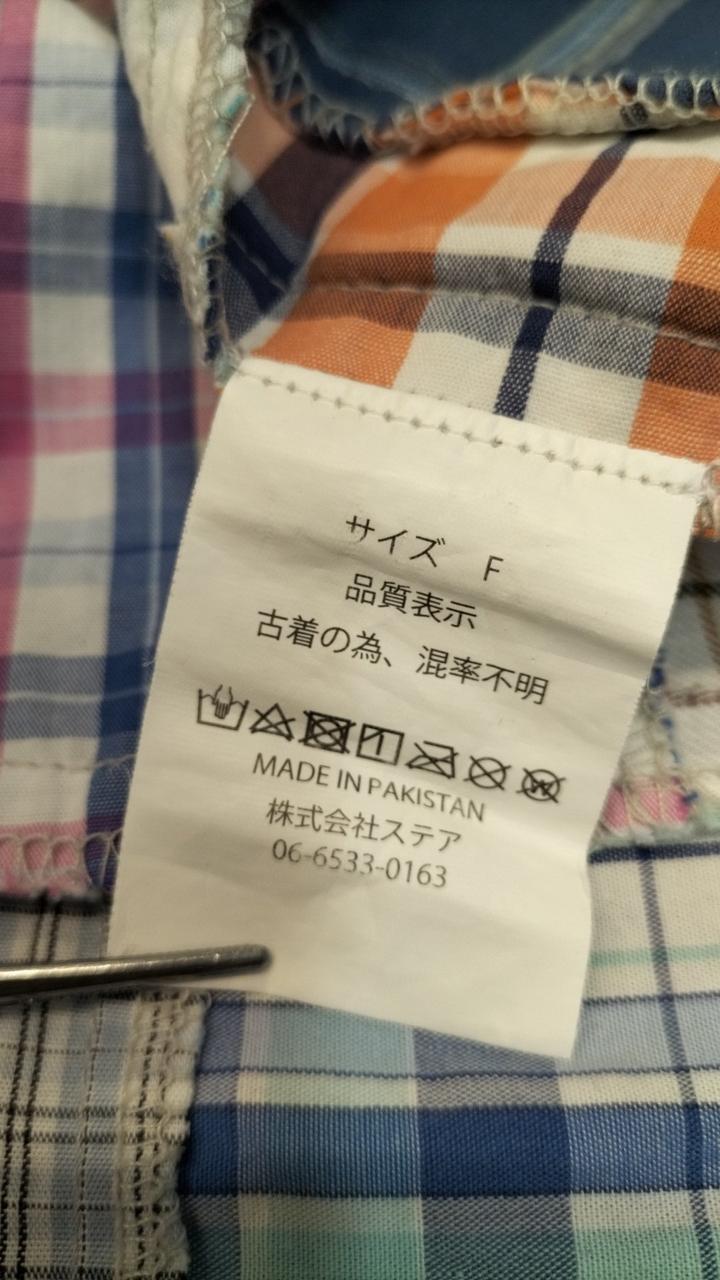 サイズ F
品質表示
古着の為、混率不明
MADE IN PAKISTAN
株式会社ステア
06-6533-0163